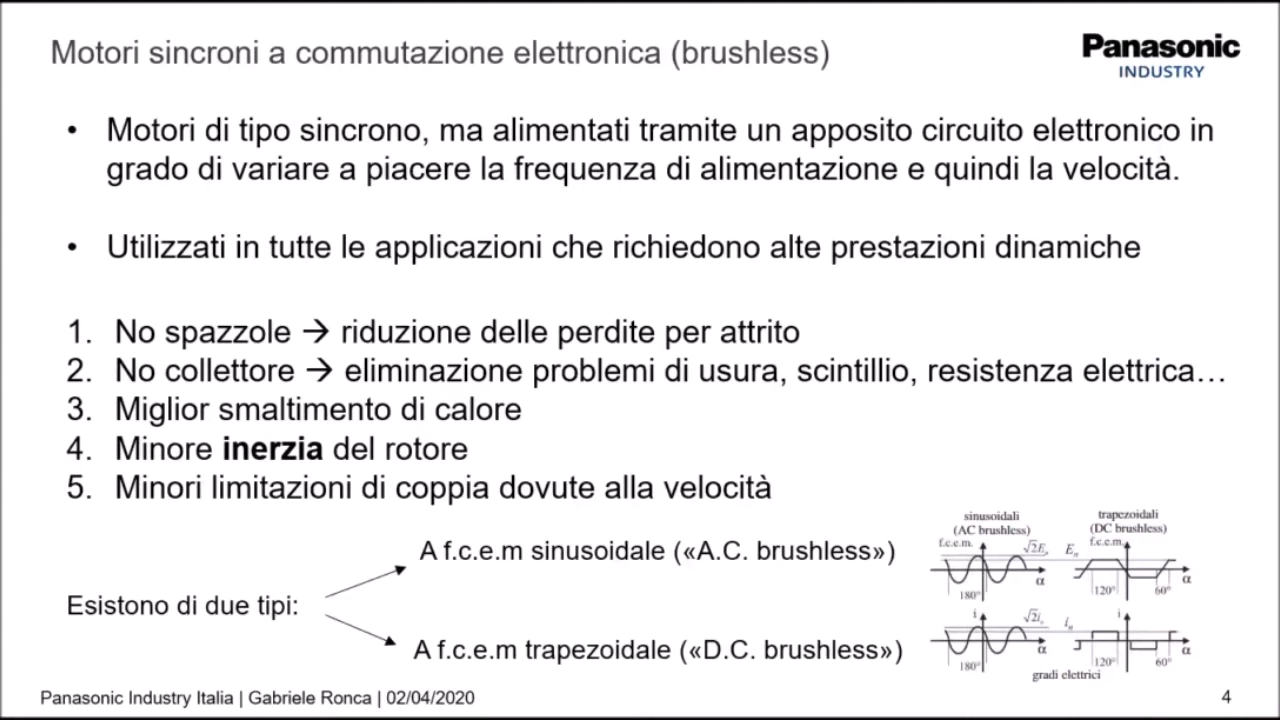 Motori sincroni a commutazione elettronica (brushless)
Panasonic
INDUSTRY
• Motori di tipo sincrono, ma alimentati tramite un apposito circuito elettronico in
grado di variare a piacere la frequenza di alimentazione e quindi la velocità.
• Utilizzati in tutte le applicazioni che richiedono alte prestazioni dinamiche
1. No spazzole → riduzione delle perdite per attrito
2. No collettore → eliminazione problemi di usura, scintillio, resistenza elettrica…
3. Miglior smaltimento di calore
4. Minore inerzia del rotore
5. Minori limitazioni di coppia dovute alla velocità
Esistono di due tipi:
A f.c.e.m sinusoidale («A.C. brushless»)
A f.c.e.m trapezoidale («D.C. brushless»)
sinusoidali
(AC brushless)
f.c.e.m.
α
180°
trapezoidali
(DC brushless)
f.c.e.m.
α
120°
60°
i
α
180°
i
α
120°
60°
gradi elettrici
Panasonic Industry Italia | Gabriele Ronca | 02/04/2020
4